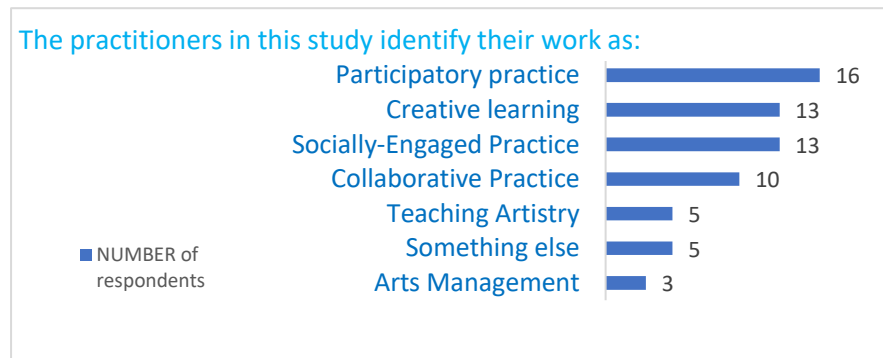 The practitioners in this study identify their work as:
Participatory practice 16
Creative learning 13
Socially-Engaged Practice 13
Collaborative Practice 10
Teaching Artistry 5
Something else 5
Arts Management 3
NUMBER of
respondents